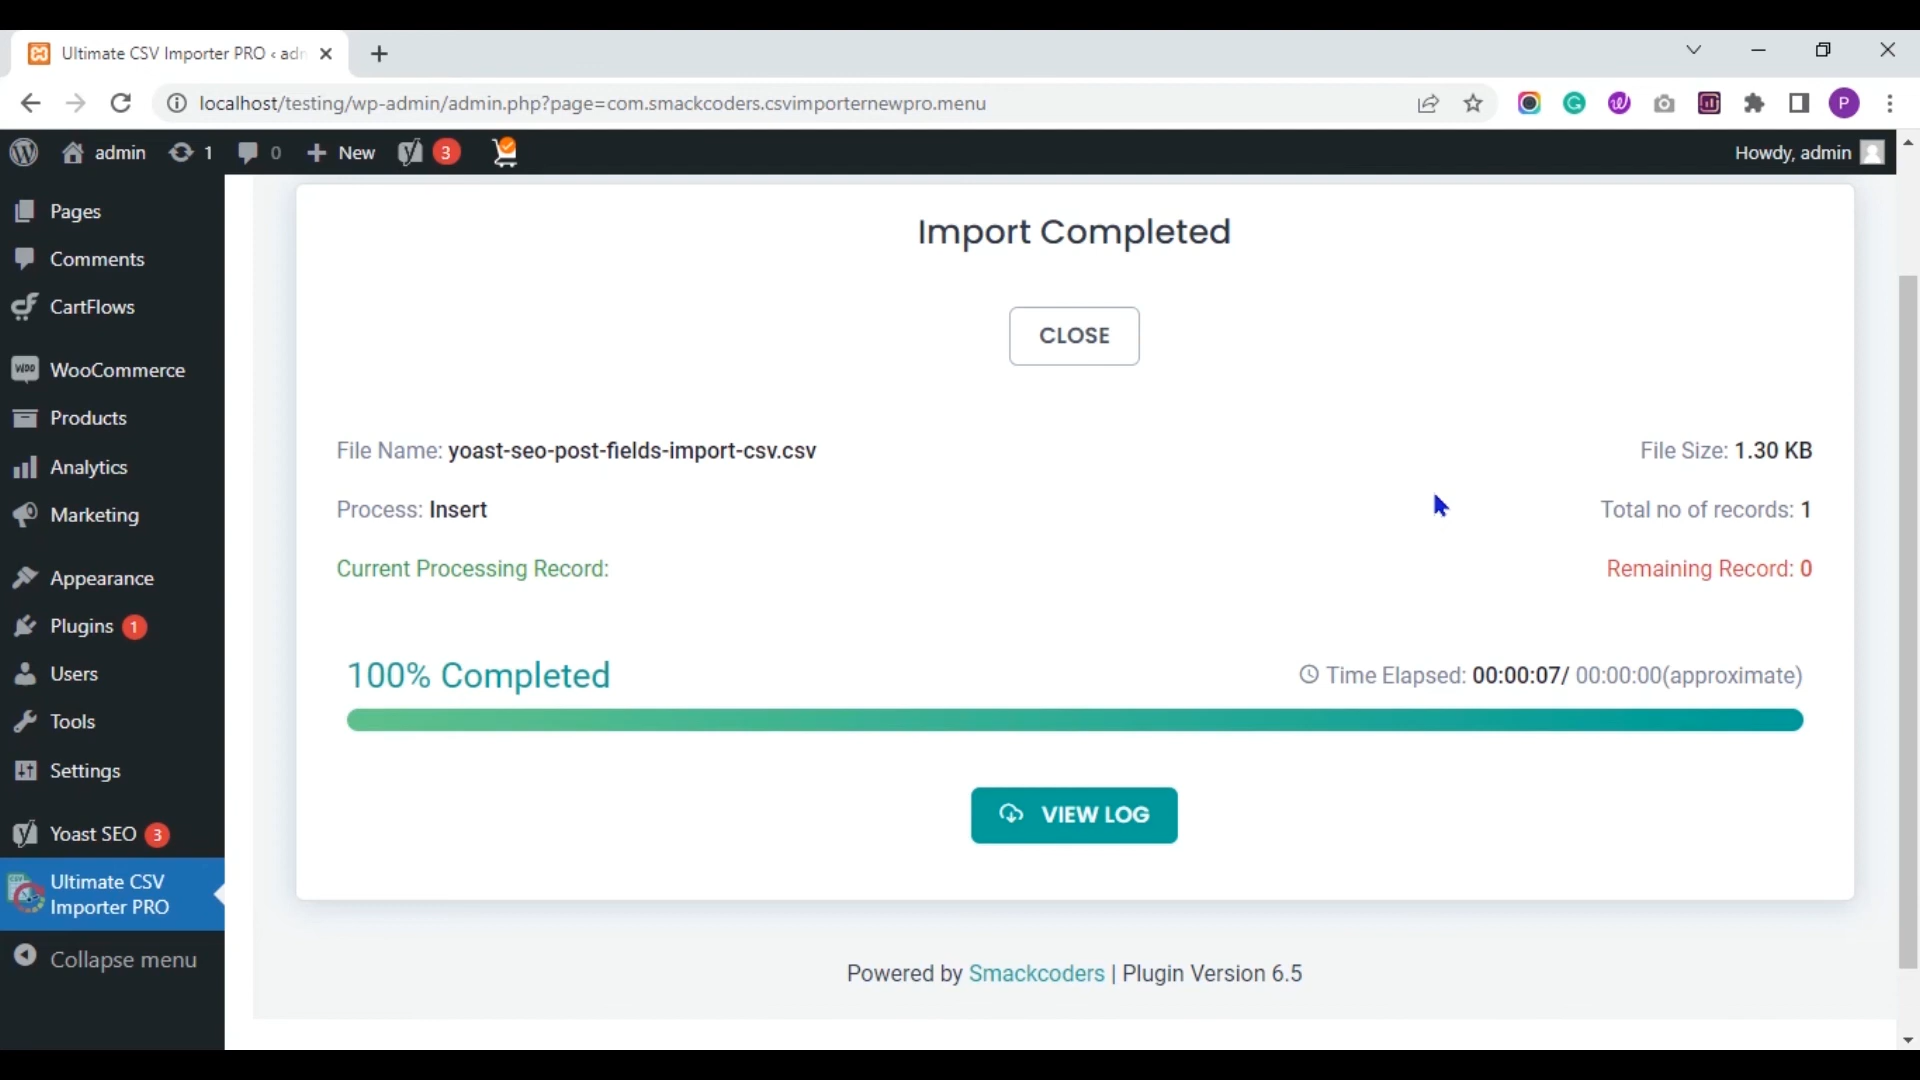 Ultimate CSV Importer PRO ‹ adn
localhost/testing/wp-admin/admin.php?page=com.smackcoders.csvimporternewpro.menu
P
admin 1 0 New 3
Howdy, admin
Pages
Comments
CartFlows
WooCommerce
Products
Analytics
Marketing
Appearance
Plugins 1
Users
Tools
Settings
Yoast SEO 3
Ultimate CSV
Importer PRO
Collapse menu
Import Completed
CLOSE
File Name: yoast-seo-post-fields-import-csv.csv
File Size: 1.30 KB
Process: Insert
Total no of records: 1
Current Processing Record:
Remaining Record: 0
100% Completed
Time Elapsed: 00:00:07/ 00:00:00(approximate)
VIEW LOG
Powered by Smackcoders | Plugin Version 6.5